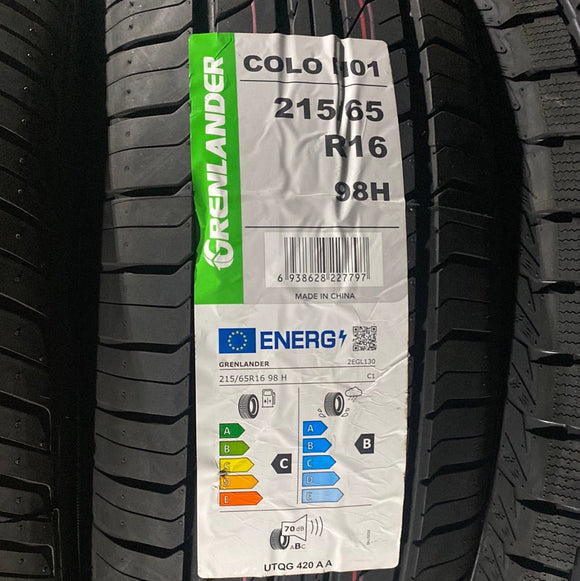 GRENLANDER
COLO H01
215/65
R16
98H
6 938628 227797
MADE IN CHINA
ENERG
GRENLANDER
2EGL130
215/65R16 98 H
C1
A
B
C
D
E
C
A
B
C
D
E
B
70 dB
ABC
UTQG 420 A A